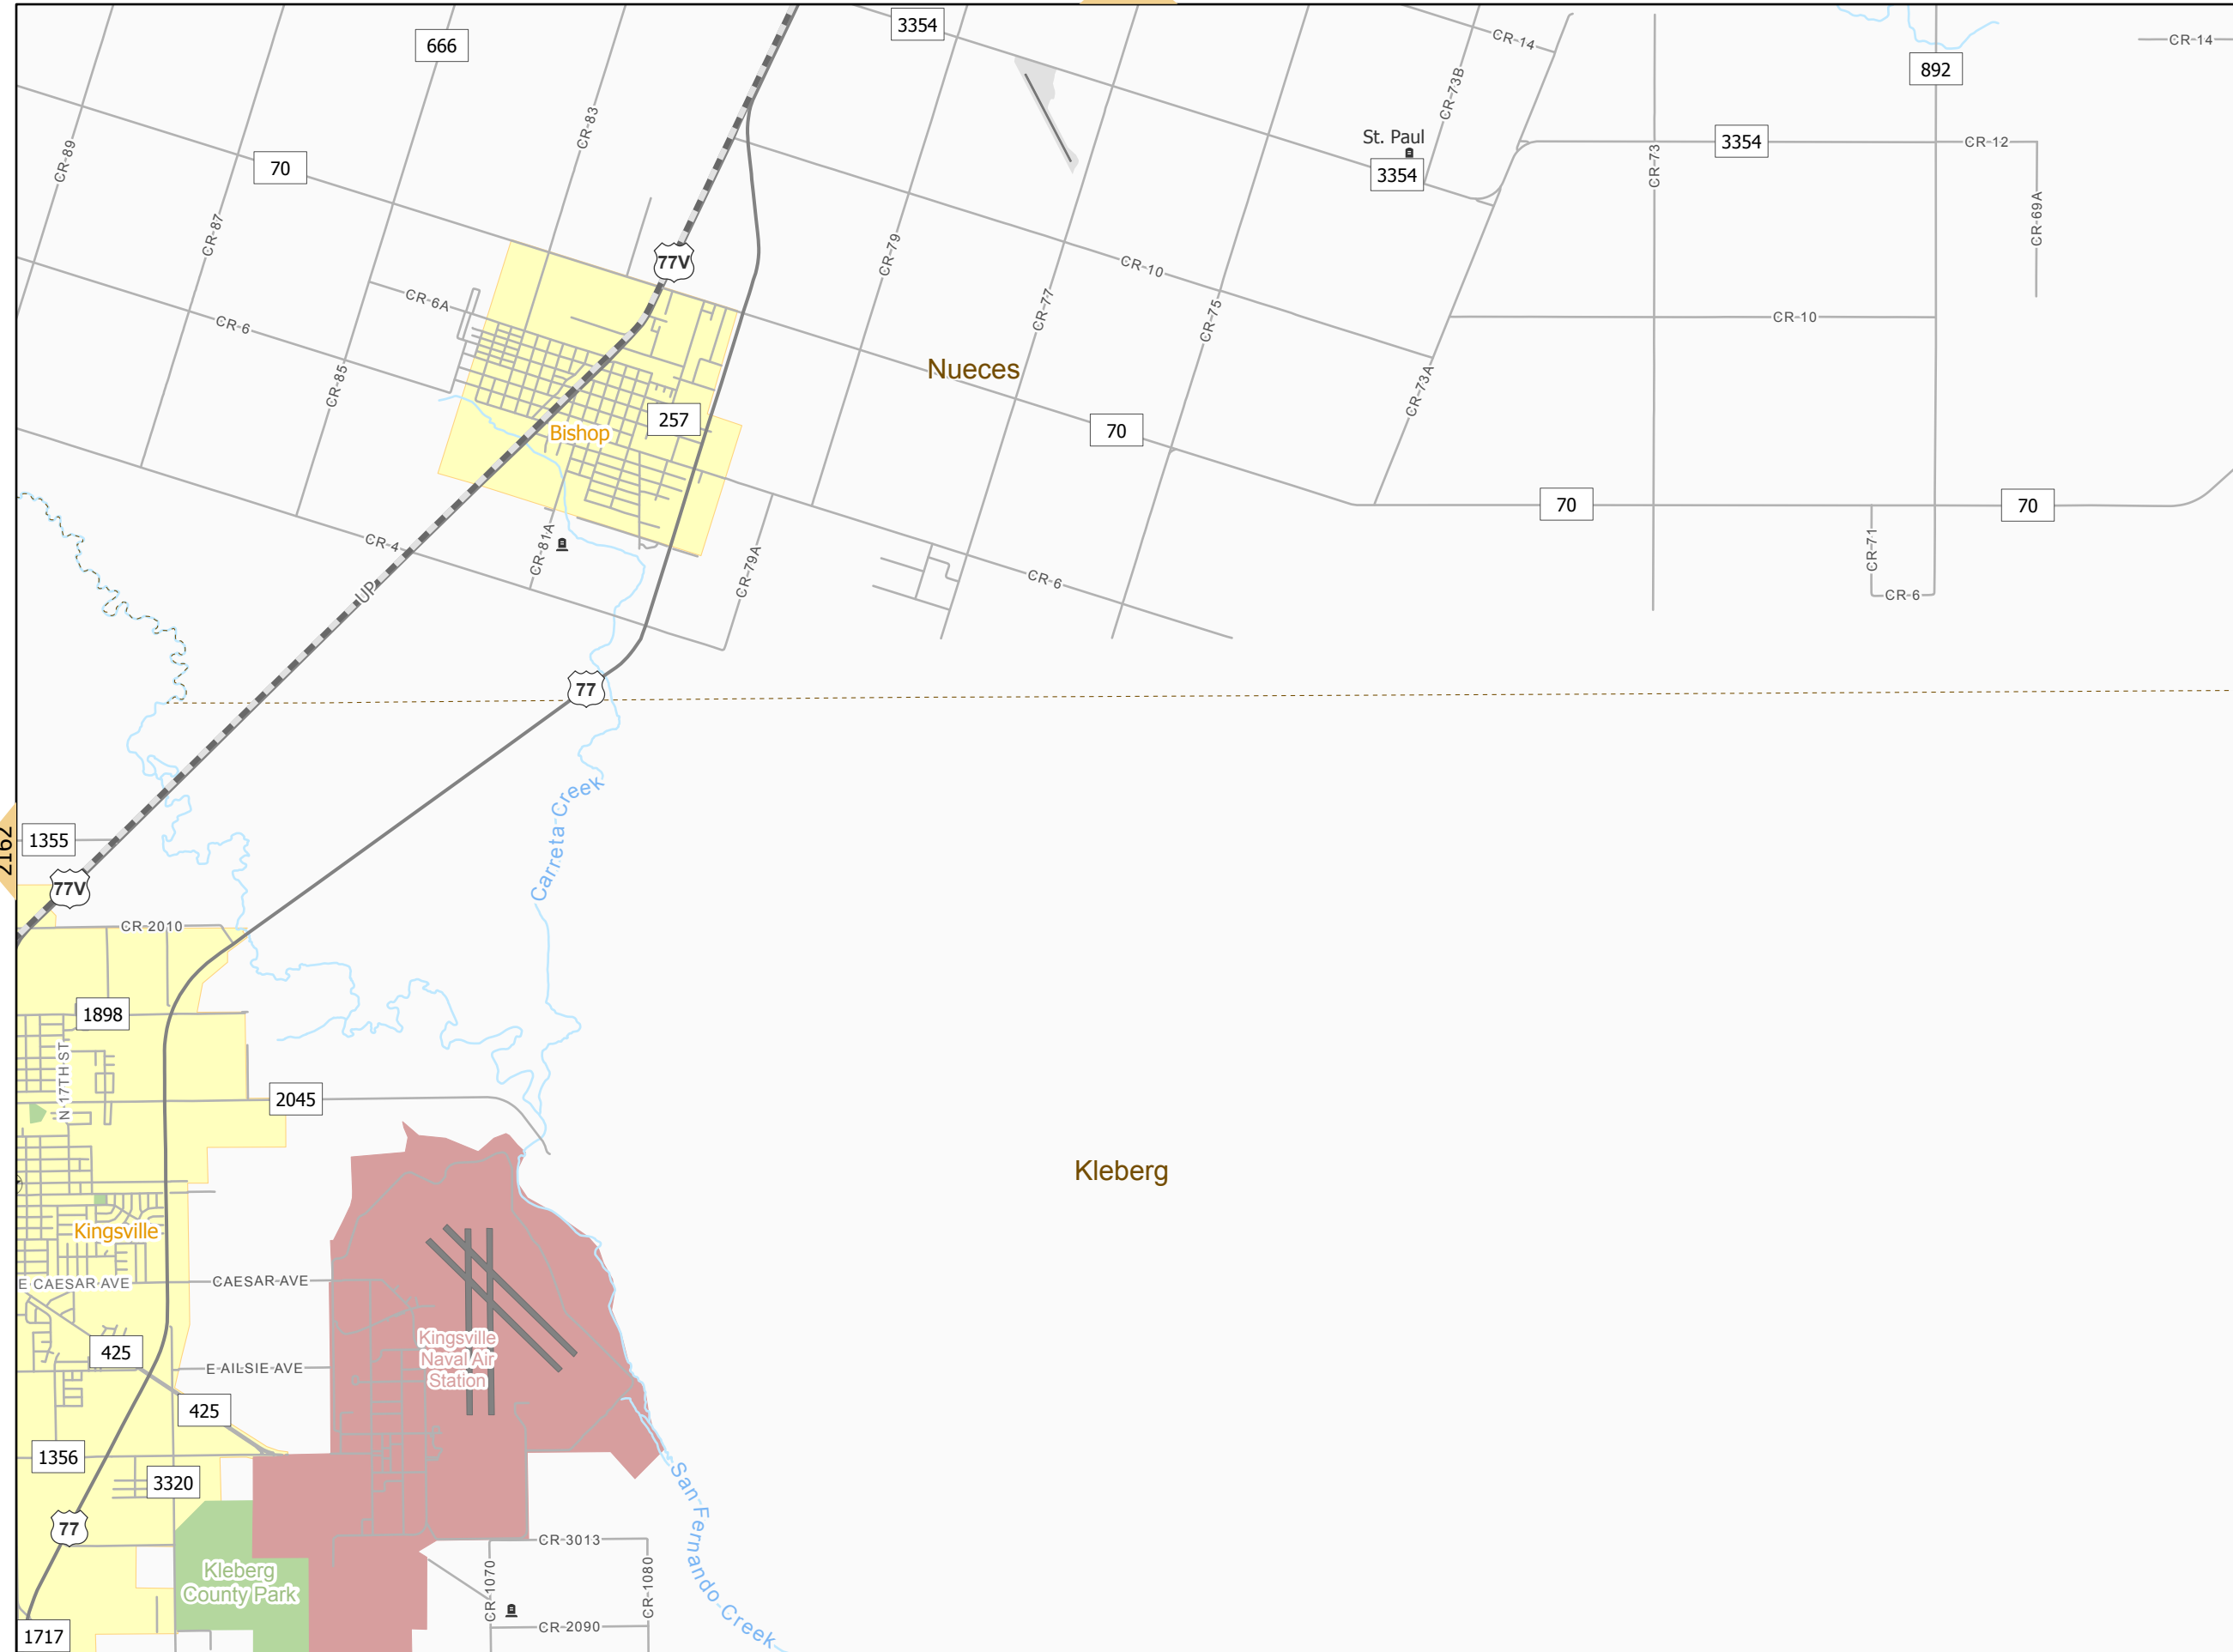 3354
666
CR-14
CR-14
892
CR-73B
CR-83
St. Paul
3354
CR-12
CR-89
70
CR-73
3354
CR-69A
CR-87
77V
CR-79
CR-10
CR-6A
CR-77
CR-75
CR-10
CR-6
Nueces
CR-85
CR-73A
257
Bishop
70
70
70
CR-4
CR-81A
CR-71
CR-79A
CR-6
UP
CR-6
77
Carreta Creek
1355
2162
77V
CR 2010
1898
N 17TH ST
2045
Kleberg
Kingsville
E CAESAR AVE
CAESAR AVE
Kingsville
Naval Air
Station
425
E AILSIE AVE
425
1356
3320
San Fernando Creek
77
CR-3013
Kleberg
County Park
CR-1070
CR-1080
CR-2090
1717